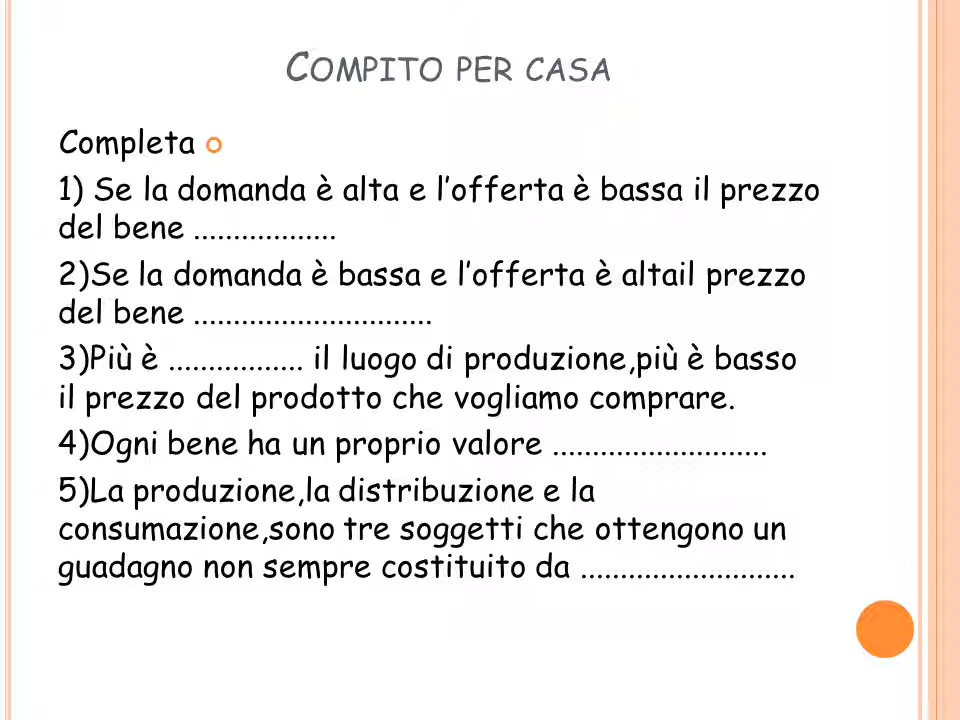 COMPITO PER CASA
Completa
1) Se la domanda è alta e l’offerta è bassa il prezzo
del bene ..................
2)Se la domanda è bassa e l’offerta è altail prezzo
del bene ..............................
3)Più è ................. il luogo di produzione,più è basso
il prezzo del prodotto che vogliamo comprare.
4)Ogni bene ha un proprio valore ...........................
5)La produzione,la distribuzione e la
consumazione,sono tre soggetti che ottengono un
guadagno non sempre costituito da ...........................